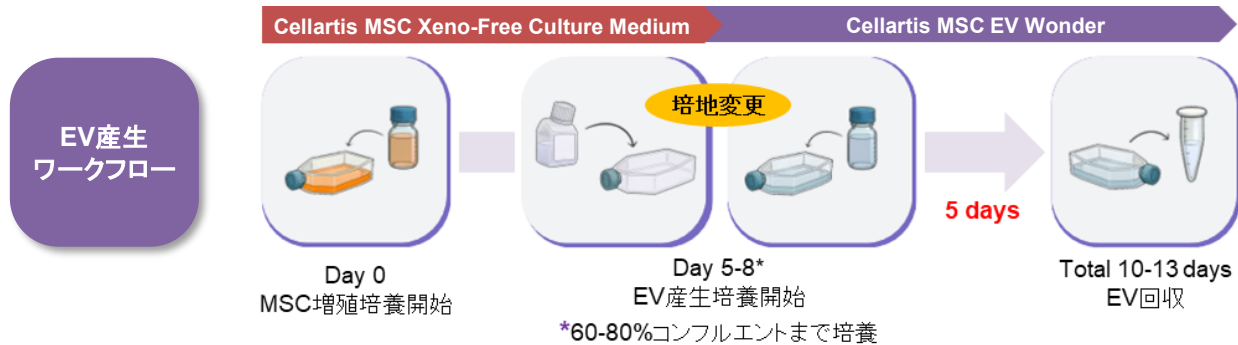 Cellartis MSC Xeno-Free Culture Medium
Cellartis MSC EV Wonder
EV産生
ワークフロー
培地変更
5 days
Day 0
MSC増殖培養開始
Day 5-8*
EV産生培養開始
*60-80%コンフルエントまで培養
Total 10-13 days
EV回収